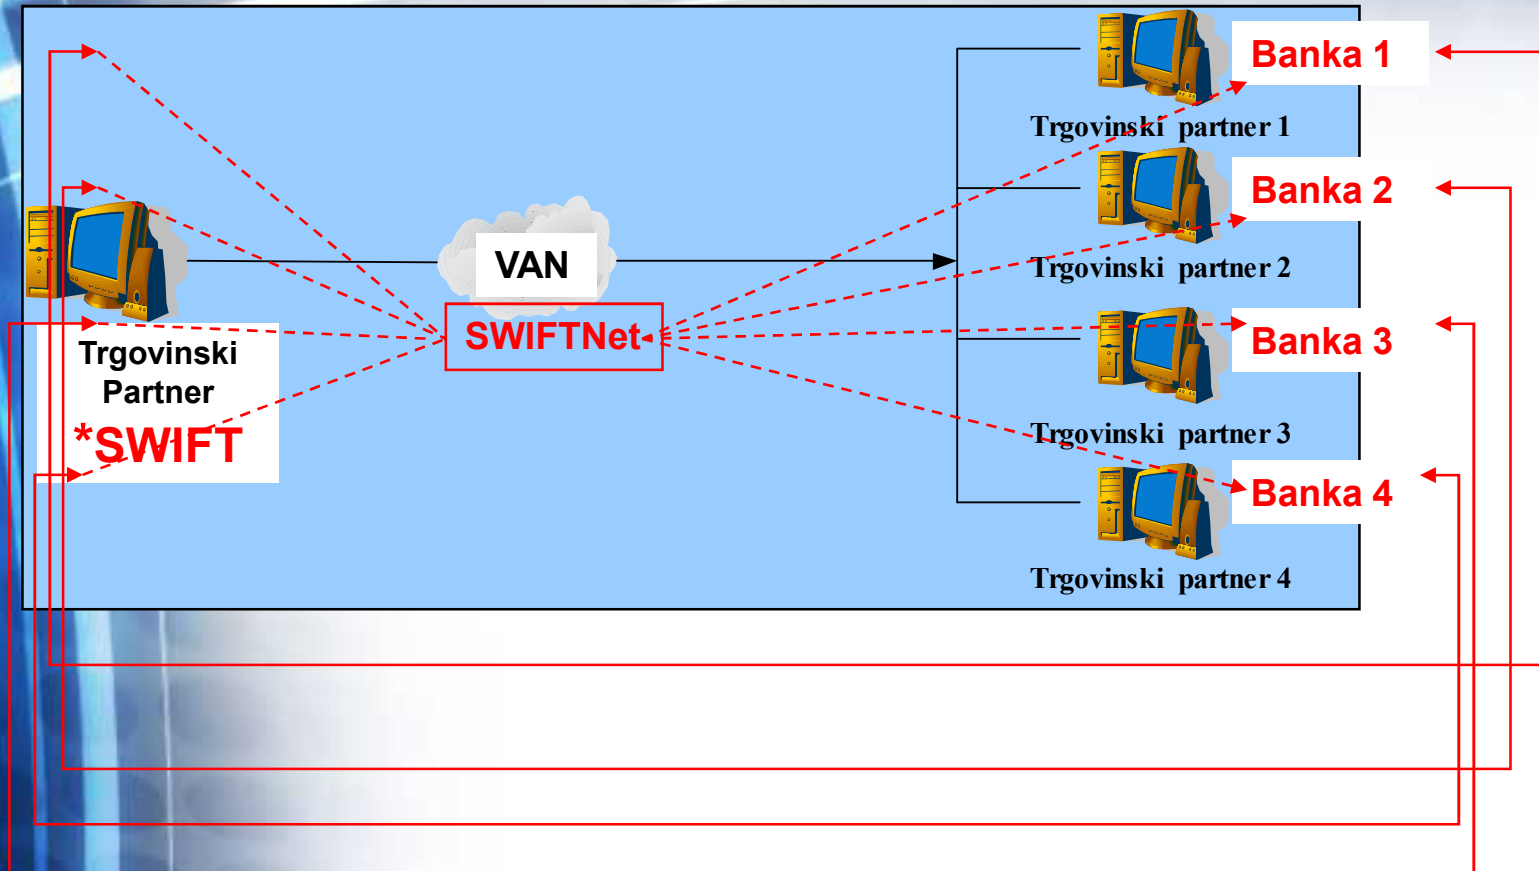 Banka 1
Trgovinski partner 1
Banka 2
VAN
Trgovinski partner 2
SWIFTNet
Banka 3
Trgovinski
Partner
*SWIFT
Trgovinski partner 3
Banka 4
Trgovinski partner 4